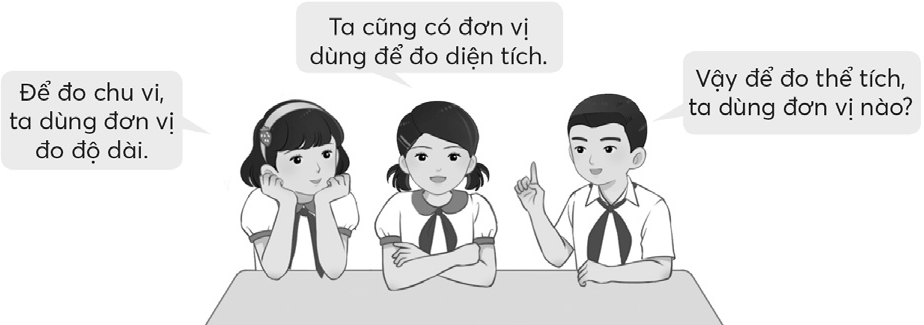 Để đo chu vi,
ta dùng đơn vị
đo độ dài.
Ta cũng có đơn vị
dùng để đo diện tích.
Vậy để đo thể tích,
ta dùng đơn vị nào?